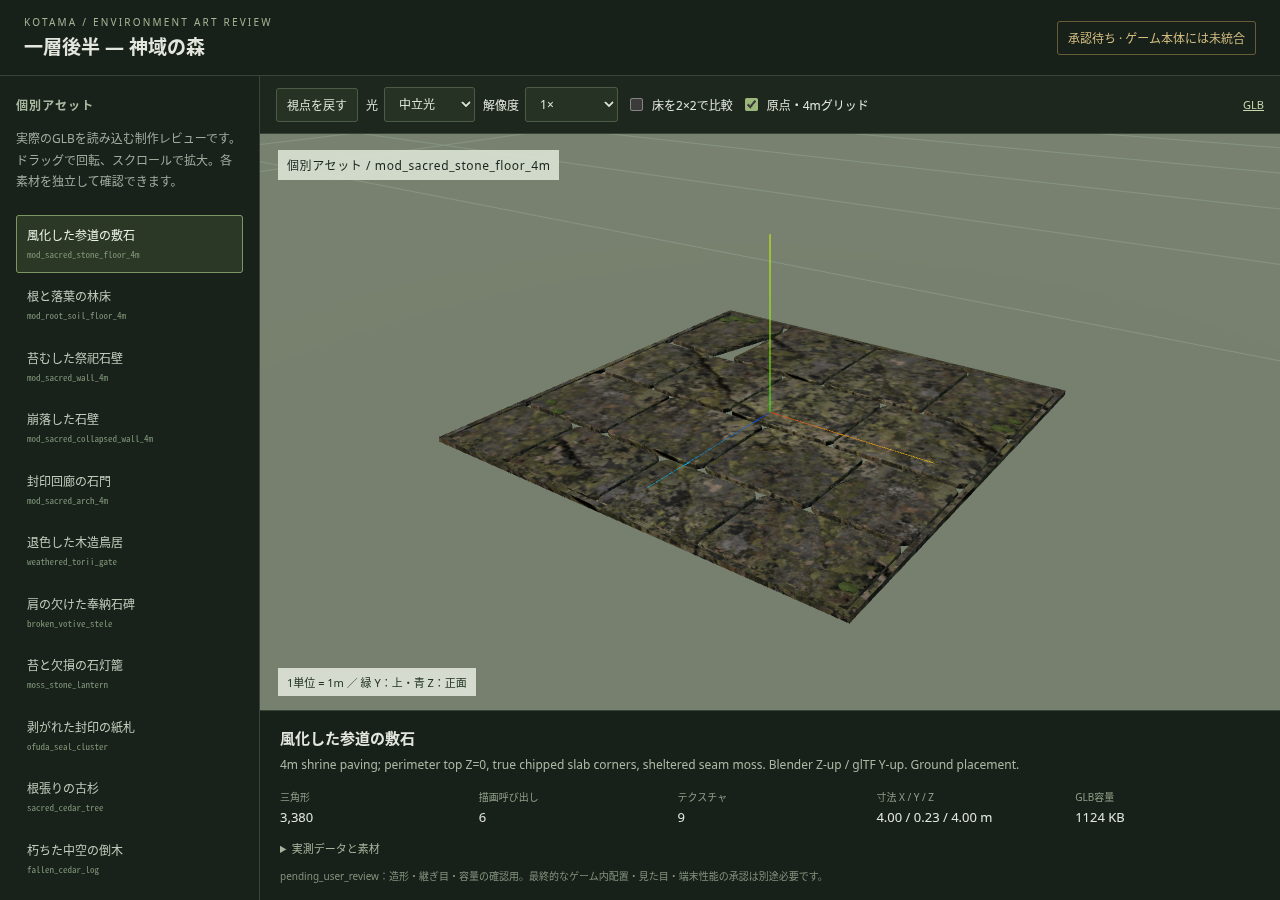 KOTAMA / ENVIRONMENT ART REVIEW
一層後半 — 神域の森
承認待ち · ゲーム本体には未統合
個別アセット
実際のGLBを読み込む制作レビューです。
ドラッグで回転、スクロールで拡大。各
素材を独立して確認できます。
風化した参道の敷石
mod_sacred_stone_floor_4m
根と落葉の林床
mod_root_soil_floor_4m
苔むした祭祀石壁
mod_sacred_wall_4m
崩落した石壁
mod_sacred_collapsed_wall_4m
封印回廊の石門
mod_sacred_arch_4m
退色した木造鳥居
weathered_torii_gate
肩の欠けた奉納石碑
broken_votive_stele
苔と欠損の石灯籠
moss_stone_lantern
剥がれた封印の紙札
ofuda_seal_cluster
根張りの古杉
sacred_cedar_tree
朽ちた中空の倒木
fallen_cedar_log
視点を戻す 光 中立光 解像度 1× 床を2×2で比較 原点・4mグリッド GLB
個別アセット / mod_sacred_stone_floor_4m
1単位 = 1m ／ 緑 Y：上・青 Z：正面
風化した参道の敷石
4m shrine paving; perimeter top Z=0, true chipped slab corners, sheltered seam moss. Blender Z-up / glTF Y-up. Ground placement.
三角形 描画呼び出し テクスチャ 寸法 X / Y / Z GLB容量
3,380 6 9 4.00 / 0.23 / 4.00 m 1124 KB
▶ 実測データと素材
pending_user_review：造形・継ぎ目・容量の確認用。最終的なゲーム内配置・見た目・端末性能の承認は別途必要です。